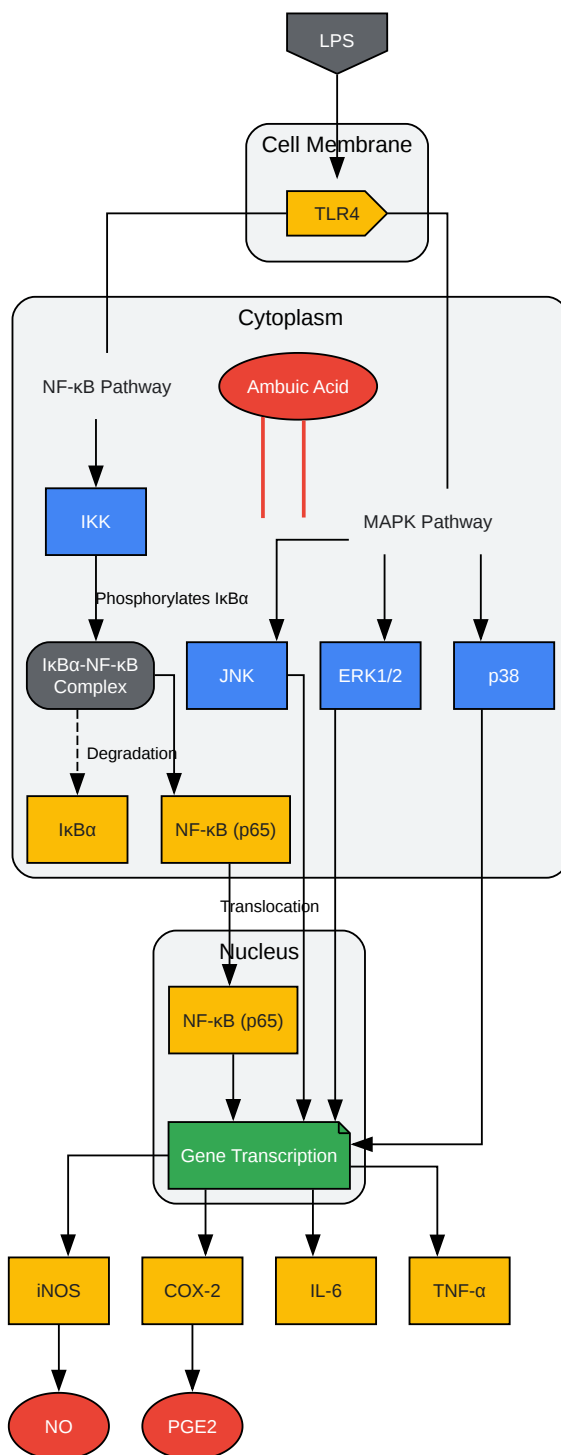 LPS
Cell Membrane
TLR4
Cytoplasm
NF-κB Pathway
Ambuic Acid
IKK
MAPK Pathway
Phosphorylates IκBα
IκBα-NF-κB
Complex
JNK
ERK1/2
p38
Degradation
IκBα
NF-κB (p65)
Translocation
Nucleus
NF-κB (p65)
Gene Transcription
iNOS
COX-2
IL-6
TNF-α
NO
PGE2